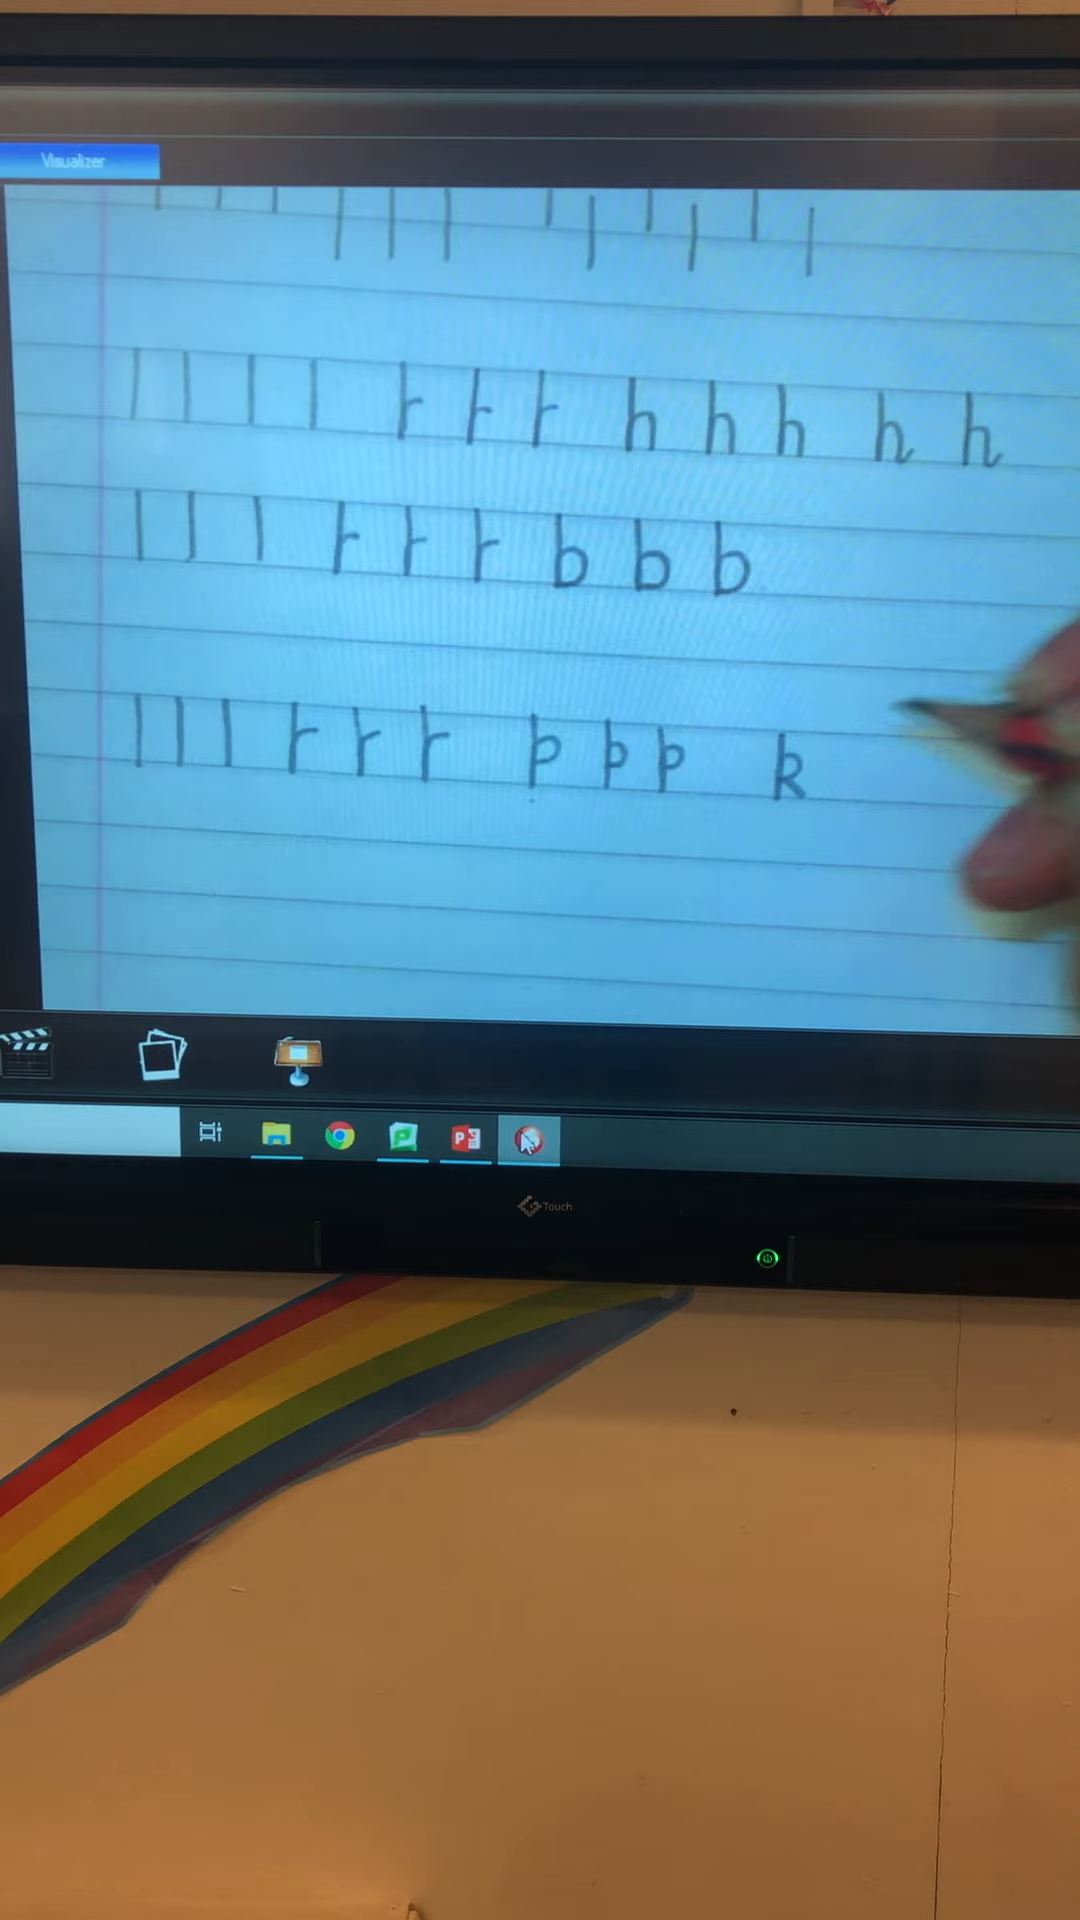 Visualizer
| | | | | | | | | | | |
| | | | r r r h h h h h
| | | r r r b b b
| | | r r r þ þ þ k
Touch